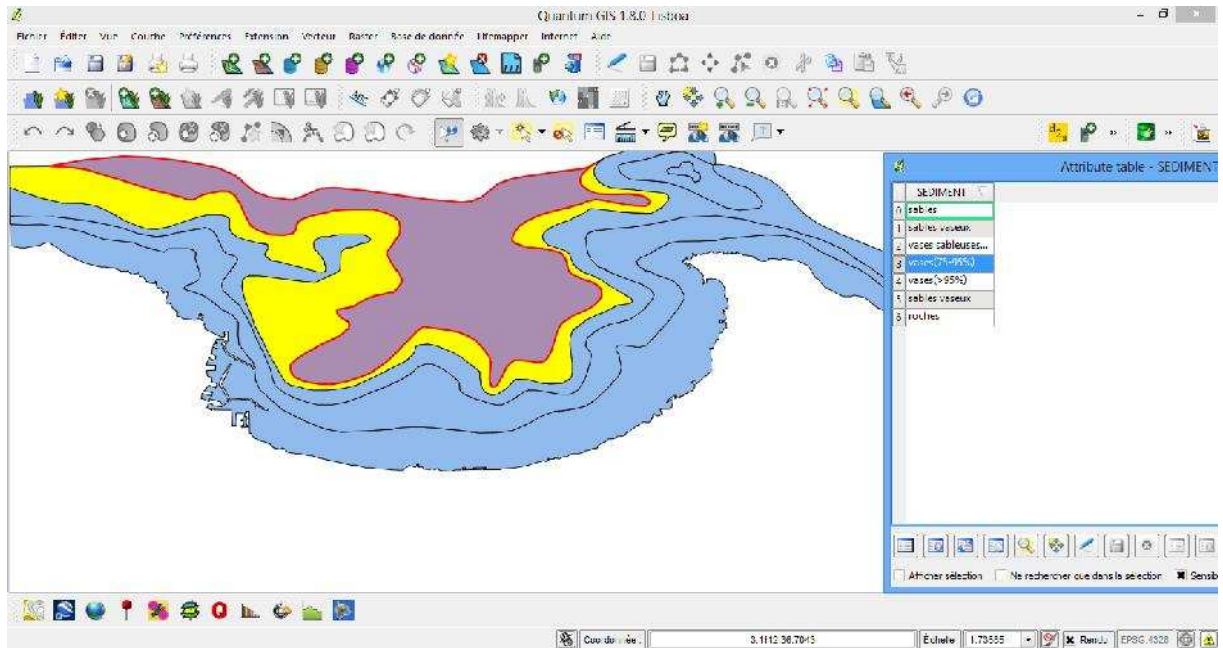 Quantum GIS 1.8.0-Lisboa
Fichier Éditer Vue Couche Préférences Extension Vecteur Raster Base de donnée Internet Aide
Attribute table - SEDIMENT
SEDIMENT
0 sables
1 sables vaseux
2 vases sableuses...
3 vases(75-95%)
4 vases(>95%)
5 sables vaseux
6 roches
Afficher sélection Ne rechercher que dans la sélection Sensib
Échelle Rendu EPSG:4326